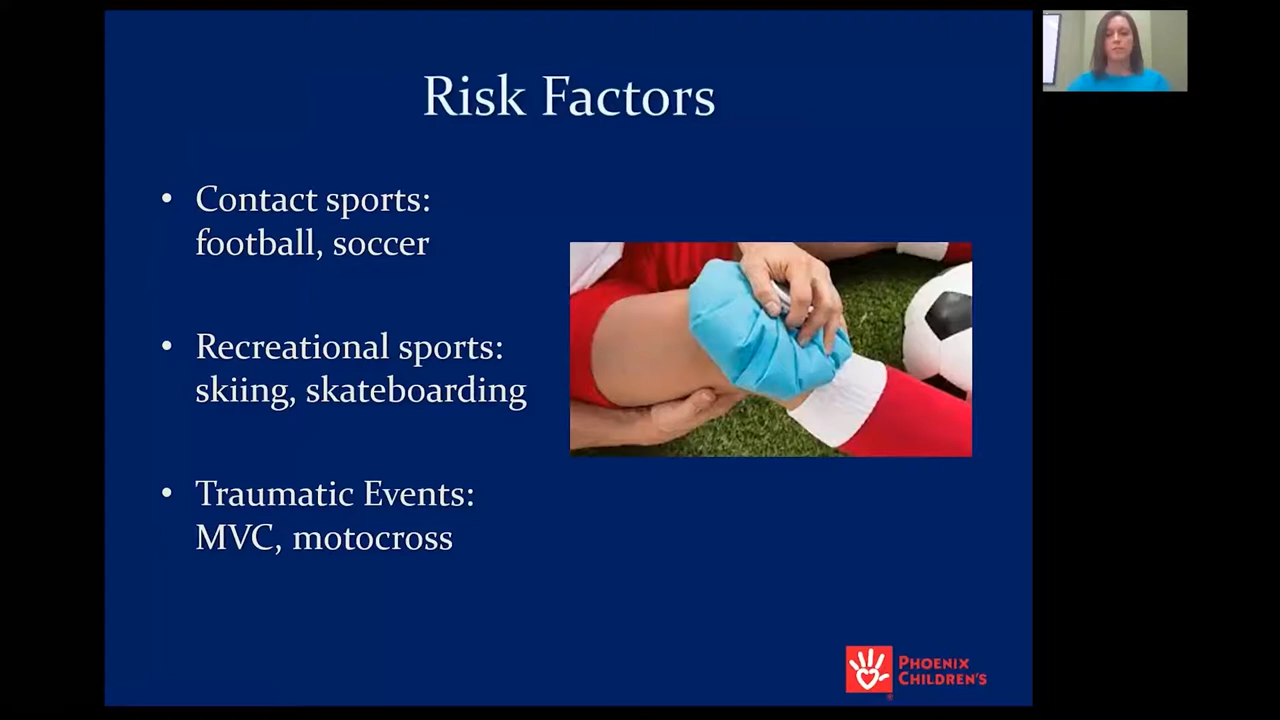 Risk Factors
• Contact sports:
football, soccer
• Recreational sports:
skiing, skateboarding
• Traumatic Events:
MVC, motocross
PHOENIX
CHILDREN'S